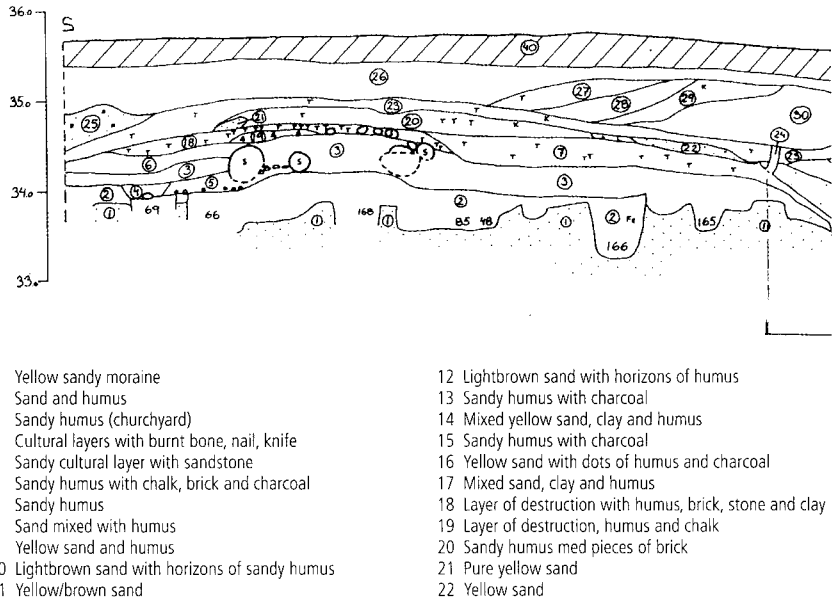 36.0
S
40
26
35.0
27
28
29
25
21
23
20
30
18
19
24
22
23
6
3
S
S
3
S
7
34.0
2
4
5
2
3
1
69
66
1
168
1
85 48
1
2 Fe
165
11
166
33.
Yellow sandy moraine
Sand and humus
Sandy humus (churchyard)
Cultural layers with burnt bone, nail, knife
Sandy cultural layer with sandstone
Sandy humus with chalk, brick and charcoal
Sandy humus
Sand mixed with humus
Yellow sand and humus
0 Lightbrown sand with horizons of sandy humus
1 Yellow/brown sand
12 Lightbrown sand with horizons of humus
13 Sandy humus with charcoal
14 Mixed yellow sand, clay and humus
15 Sandy humus with charcoal
16 Yellow sand with dots of humus and charcoal
17 Mixed sand, clay and humus
18 Layer of destruction with humus, brick, stone and clay
19 Layer of destruction, humus and chalk
20 Sandy humus med pieces of brick
21 Pure yellow sand
22 Yellow sand